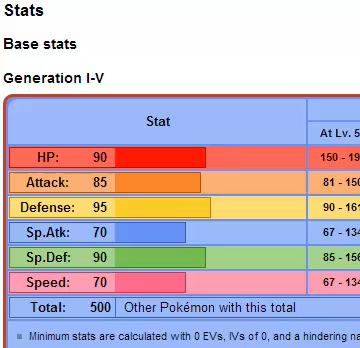 Stats
Base stats
Generation I-V
Stat
At Lv. 5
HP: 90 150 - 19
Attack: 85 81 - 150
Defense: 95 90 - 161
Sp.Atk: 70 67 - 134
Sp.Def: 90 85 - 156
Speed: 70 67 - 134
Total: 500 Other Pokémon with this total
Minimum stats are calculated with 0 EVs, IVs of 0, and a hindering na